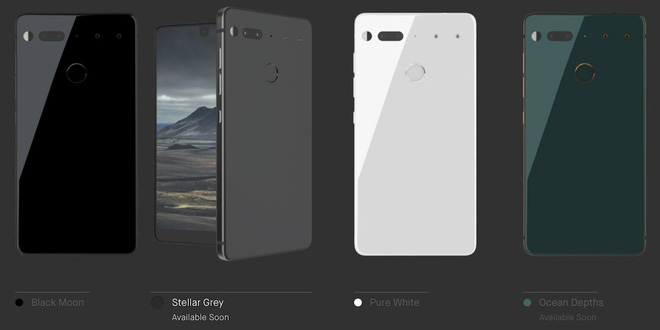 Black Moon
Stellar Grey
Available Soon
Pure White
Ocean Depths
Available Soon